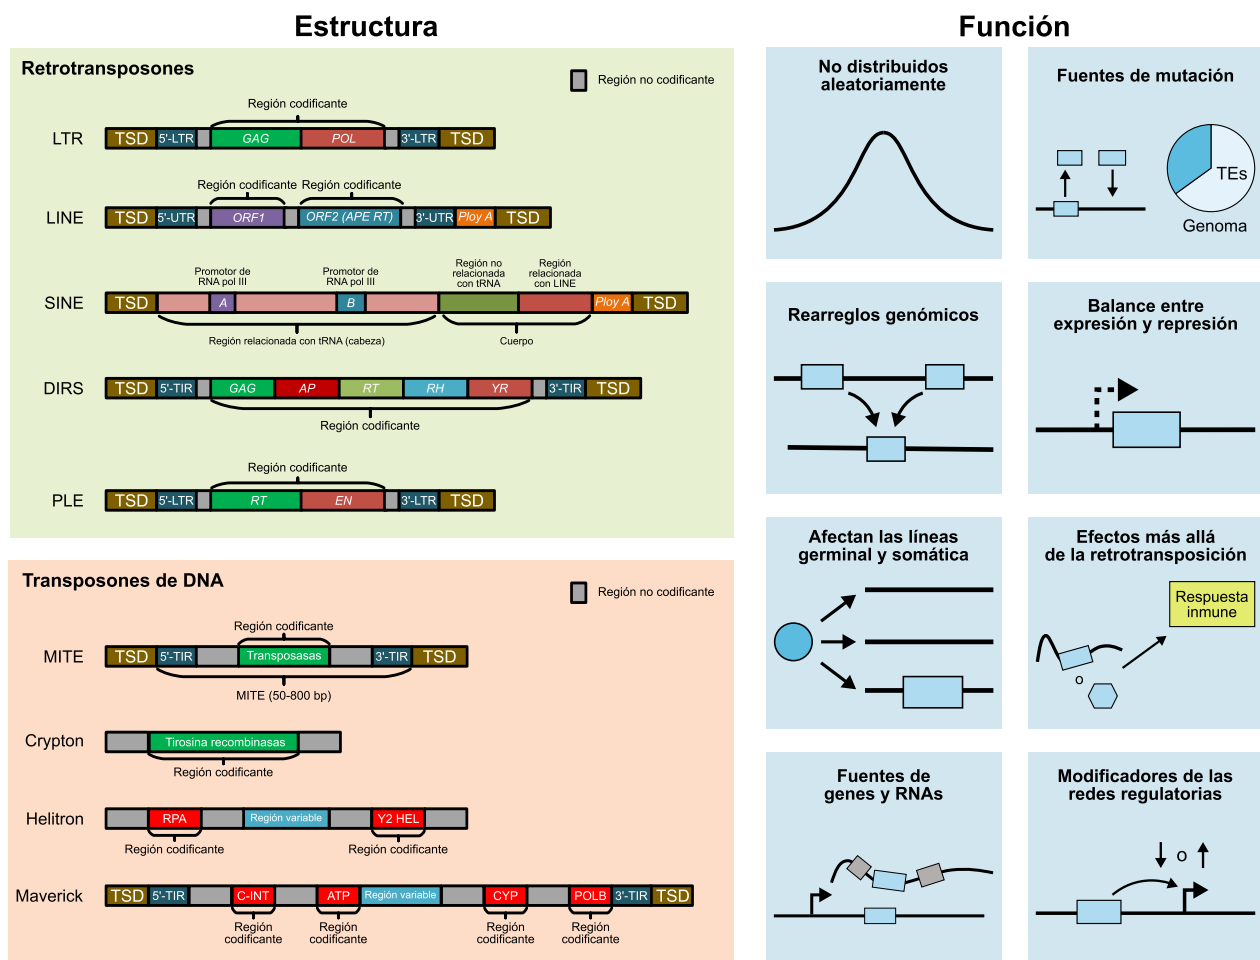 Estructura
Retrotransposones
Región no codificante
Región codificante
LTR
TSD 5'-LTR GAG POL 3'-LTR TSD
Región codificante Región codificante
LINE
TSD 5'-UTR ORF1 ORF2 (APE RT) 3'-UTR Ploy A TSD
Promotor de
RNA pol III
Promotor de
RNA pol III
Región no
relacionada
con tRNA
Región
relacionada
con LINE
SINE
TSD A B Ploy A TSD
Región relacionada con tRNA (cabeza)
Cuerpo
DIRS
TSD 5'-TIR GAG AP RT RH YR 3'-TIR TSD
Región codificante
Región codificante
PLE
TSD 5'-LTR RT EN 3'-LTR TSD
Transposones de DNA
Región no codificante
Región codificante
MITE
TSD 5'-TIR Transposasas 3'-TIR TSD
MITE (50-800 bp)
Crypton
Tirosina recombinasas
Región codificante
Helitron
RPA Región variable Y2 HEL
Región codificante Región codificante
Maverick
TSD 5'-TIR C-INT ATP Región variable CYP POLB 3'-TIR TSD
Región
codificante
Región
codificante
Región
codificante
Región
codificante
Función
No distribuidos
aleatoriamente
Fuentes de mutación
TEs
Genoma
Rearreglos genómicos
Balance entre
expresión y represión
Afectan las líneas
germinal y somática
Efectos más allá
de la retrotransposición
Respuesta
inmune
o
Fuentes de
genes y RNAs
Modificadores de las
redes regulatorias
o